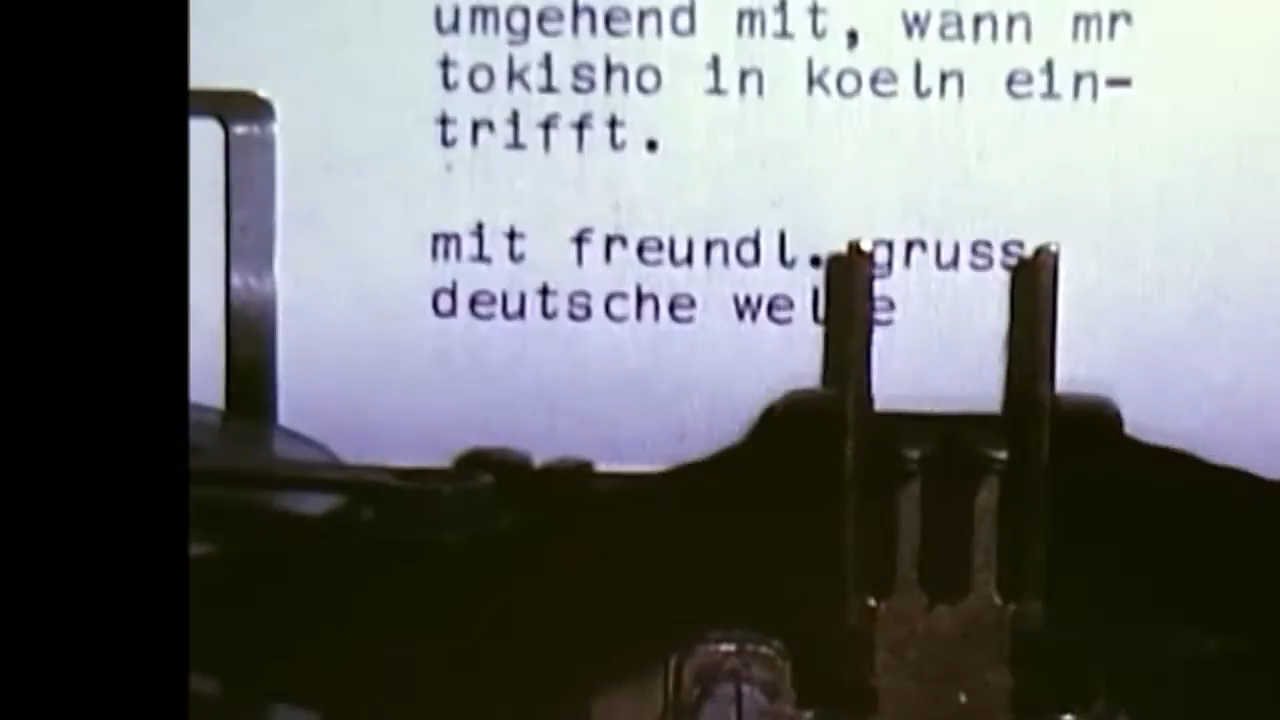 umgehend mit, wann mr
tokisho in koeln ein-
trifft.
mit freundl. gruss
deutsche welle